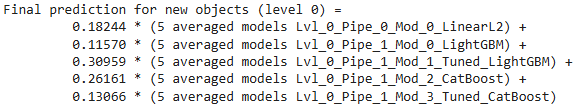 Final prediction for new objects (level 0) =
0.18244 * (5 averaged models Lvl_0_Pipe_0_Mod_0_LinearL2) +
0.11570 * (5 averaged models Lvl_0_Pipe_1_Mod_0_LightGBM) +
0.30959 * (5 averaged models Lvl_0_Pipe_1_Mod_1_Tuned_LightGBM) +
0.26161 * (5 averaged models Lvl_0_Pipe_1_Mod_2_CatBoost) +
0.13066 * (5 averaged models Lvl_0_Pipe_1_Mod_3_Tuned_CatBoost)